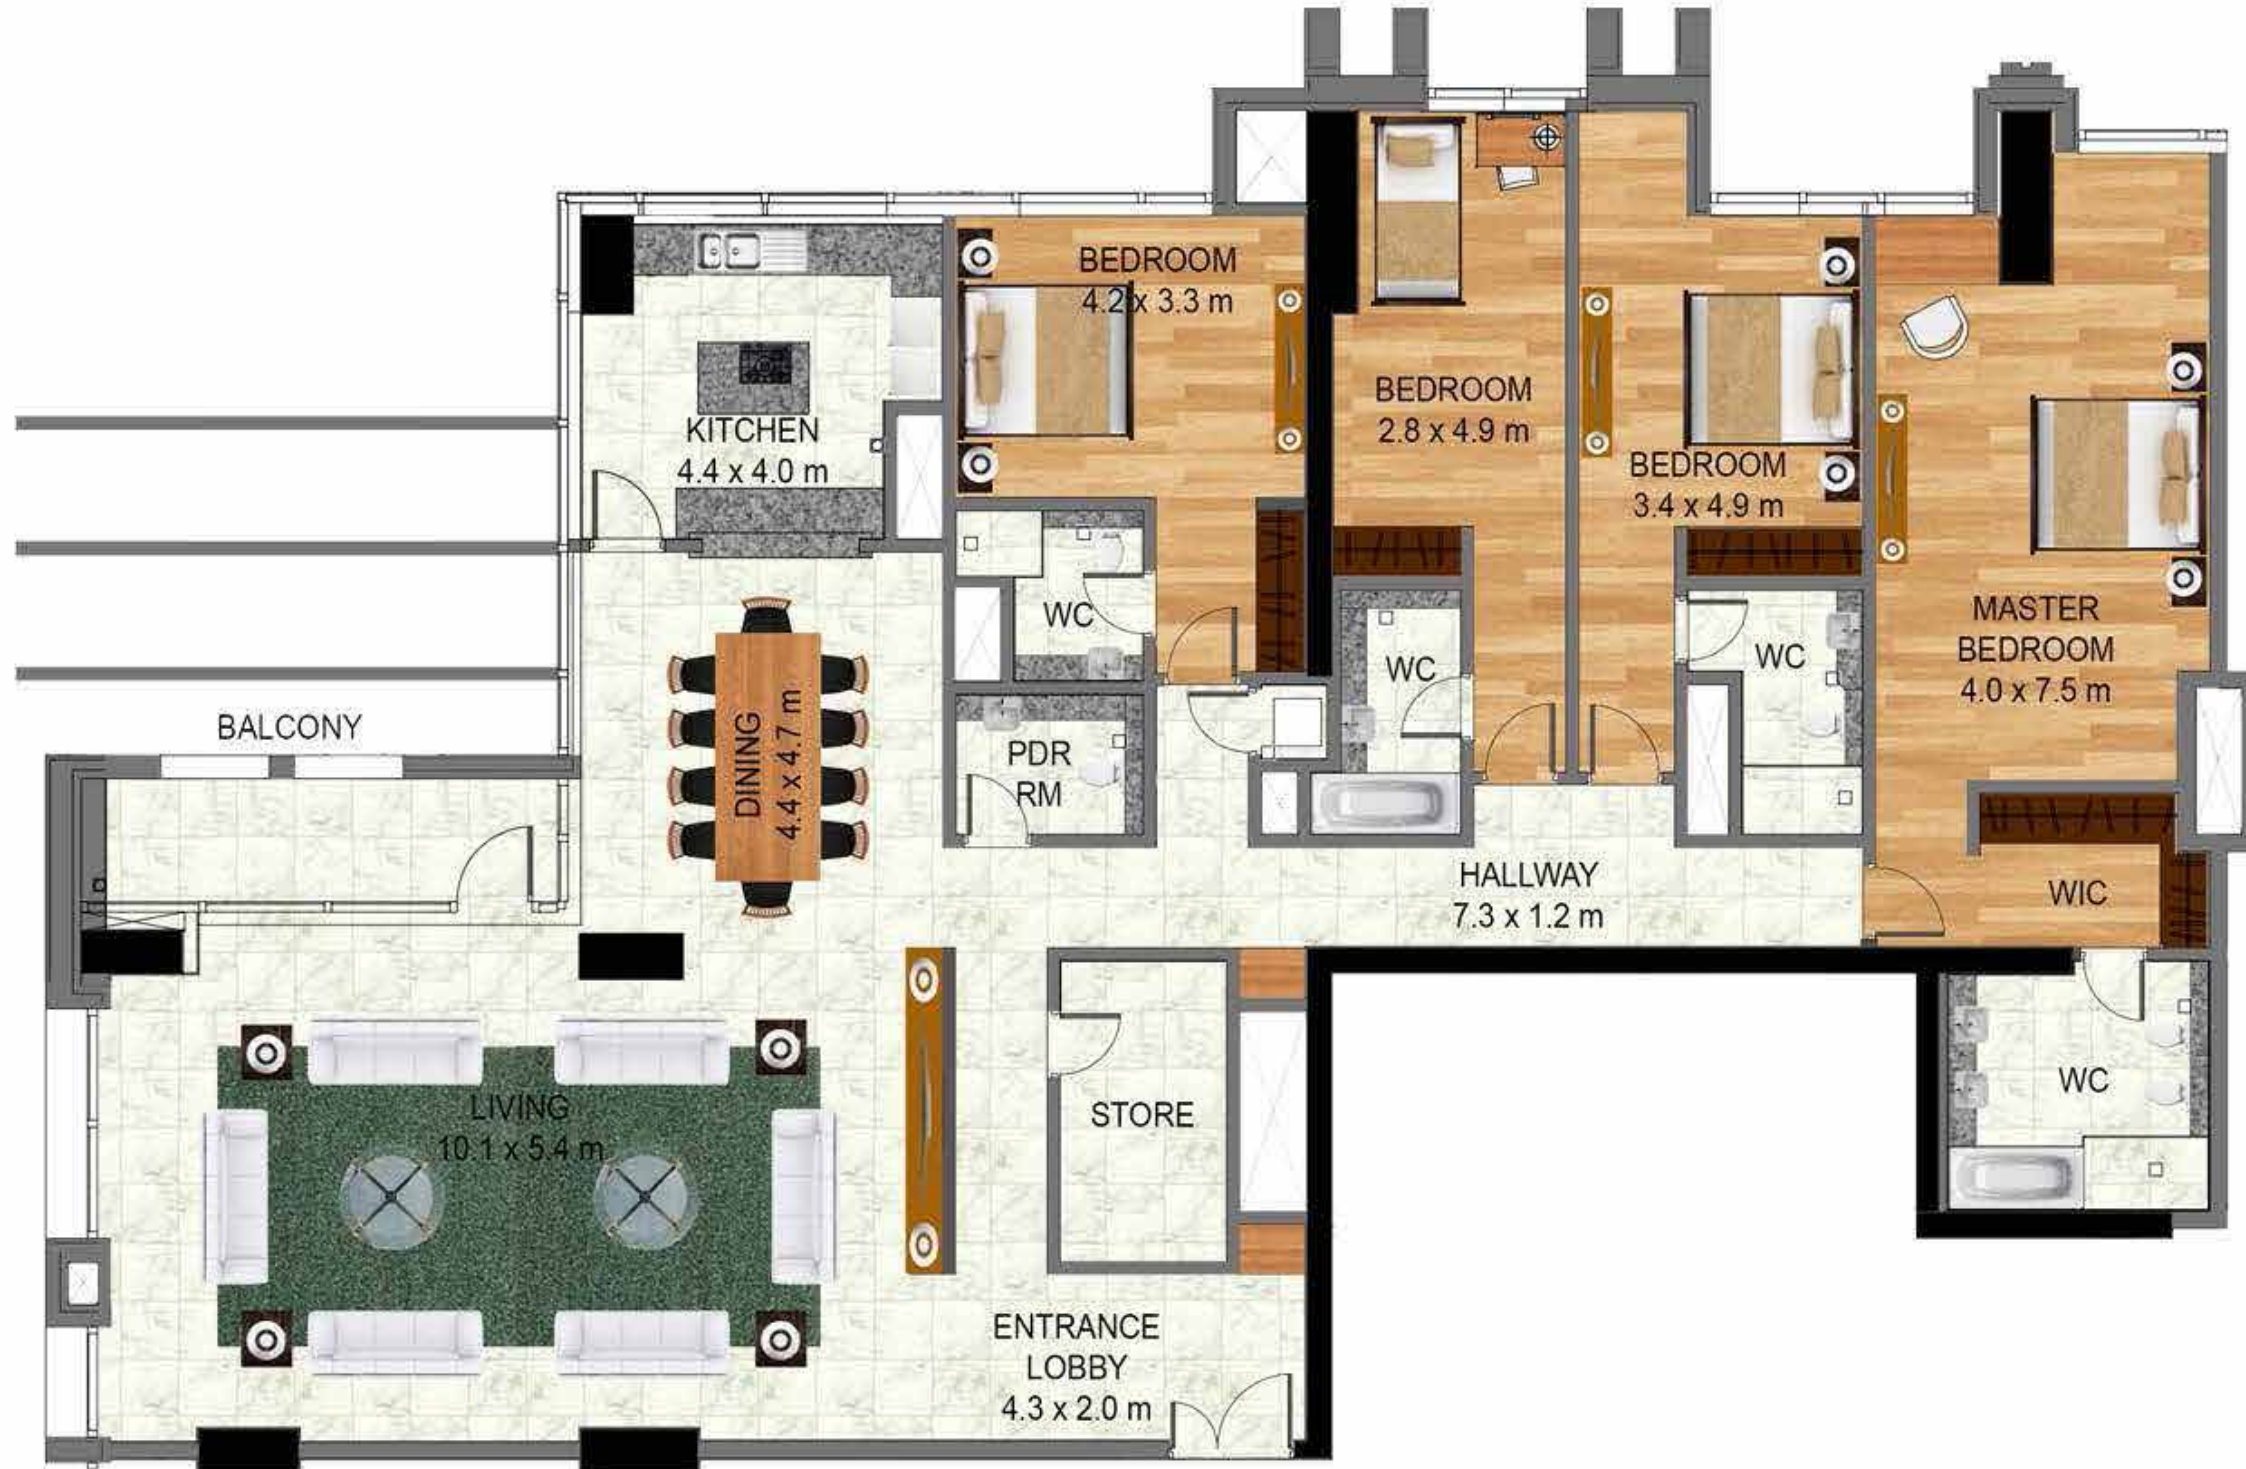 BEDROOM
4.2 x 3.3 m
BEDROOM
2.8 x 4.9 m
KITCHEN
4.4 x 4.0 m
BEDROOM
3.4 x 4.9 m
WC
WC
WC
MASTER
BEDROOM
4.0 x 7.5 m
BALCONY
DINING
4.4 x 4.7 m
PDR
RM
HALLWAY
7.3 x 1.2 m
WIC
WC
LIVING
10.1 x 5.4 m
STORE
ENTRANCE
LOBBY
4.3 x 2.0 m